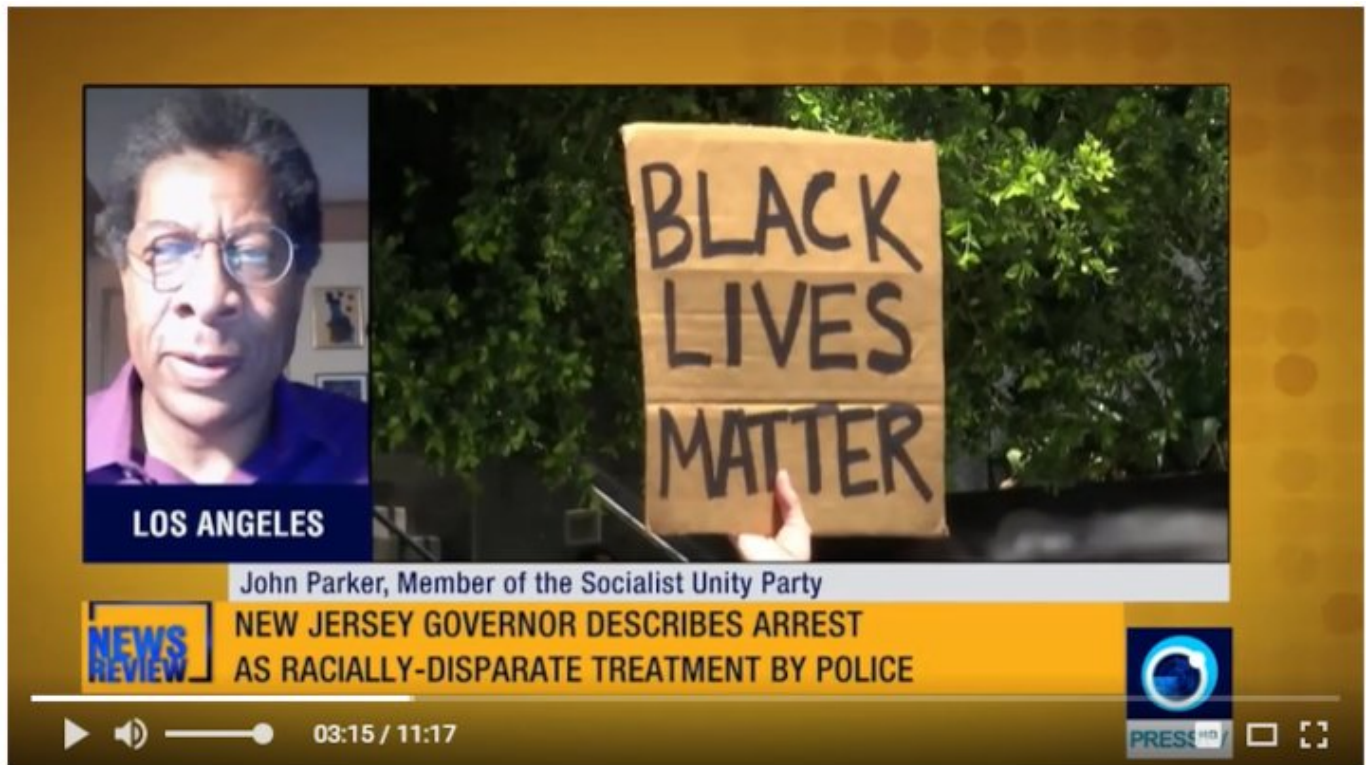 BLACK
LIVES
MATTER
LOS ANGELES
John Parker, Member of the Socialist Unity Party
NEWS
REVIEW
NEW JERSEY GOVERNOR DESCRIBES ARREST
AS RACIALLY-DISPARATE TREATMENT BY POLICE
03:15 / 11:17
PRESS
HD